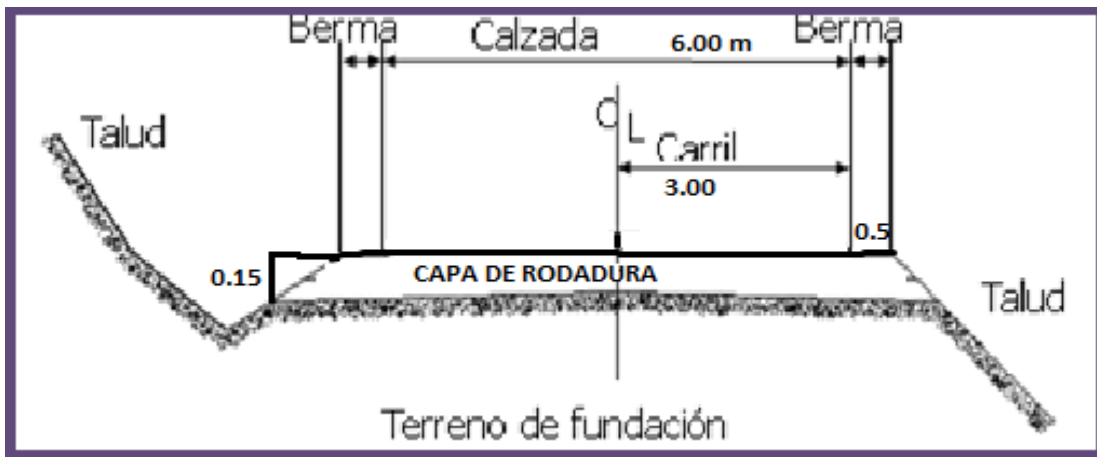 Berma
Calzada
6.00 m
Berma
Talud
CL
Carril
3.00
0.5
0.15
CAPA DE RODADURA
Talud
Terreno de fundación